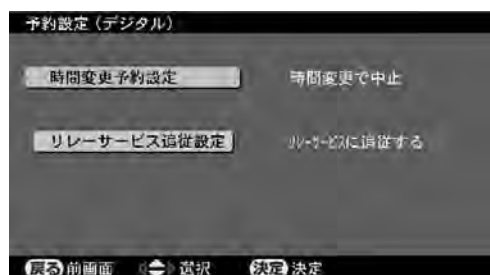 予約設定（デジタル）
時間変更予約設定 時間変更で中止
リレーサービス追従設定 リレーサービスに追従する
戻る 前画面 選択 決定 決定